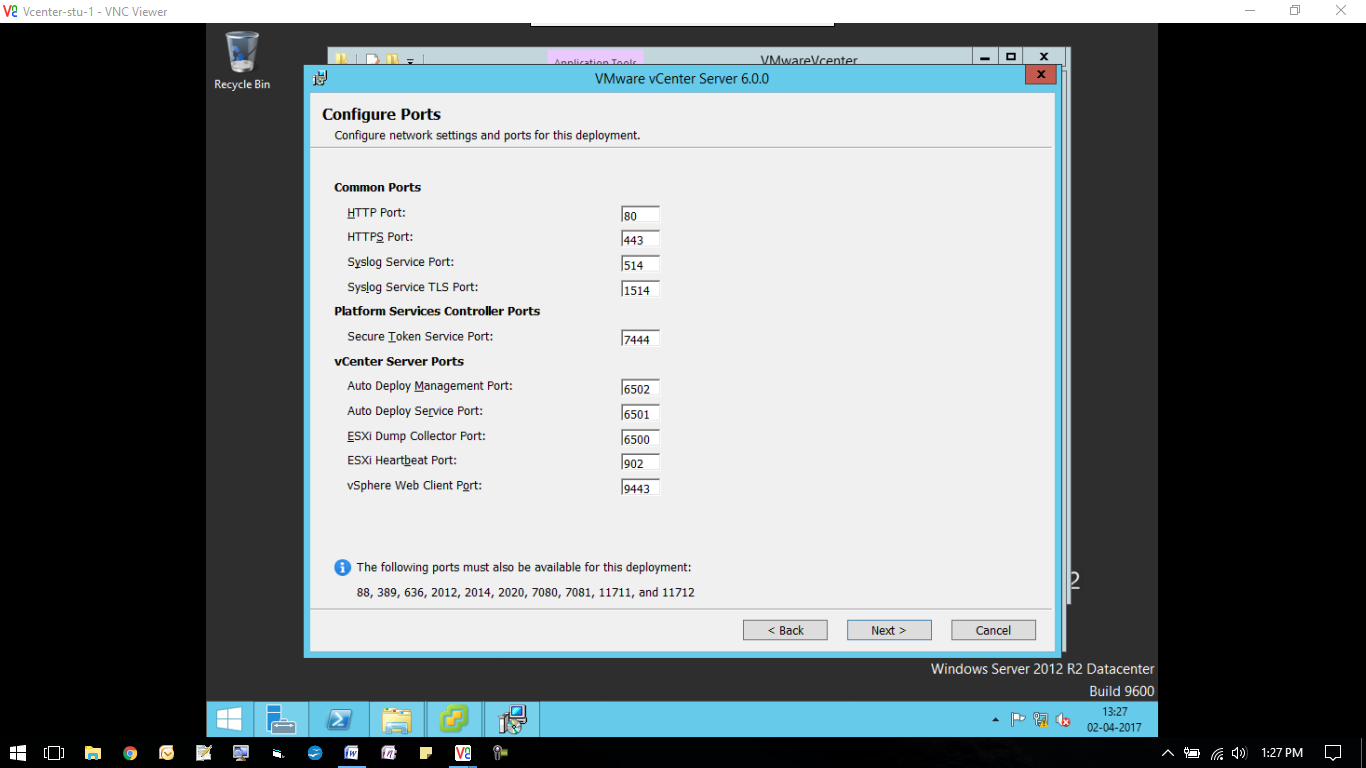 Vcenter-stu-1 - VNC Viewer
Recycle Bin
Application Tools
VMwareVcenter
VMware vCenter Server 6.0.0
Configure Ports
Configure network settings and ports for this deployment.
Common Ports
HTTP Port: 80
HTTPS Port: 443
Syslog Service Port: 514
Syslog Service TLS Port: 1514
Platform Services Controller Ports
Secure Token Service Port: 7444
vCenter Server Ports
Auto Deploy Management Port: 6502
Auto Deploy Service Port: 6501
ESXi Dump Collector Port: 6500
ESXi Heartbeat Port: 902
vSphere Web Client Port: 9443
The following ports must also be available for this deployment:
88, 389, 636, 2012, 2014, 2020, 7080, 7081, 11711, and 11712
2
< Back Next > Cancel
Windows Server 2012 R2 Datacenter
Build 9600
13:27
02-04-2017
1:27 PM